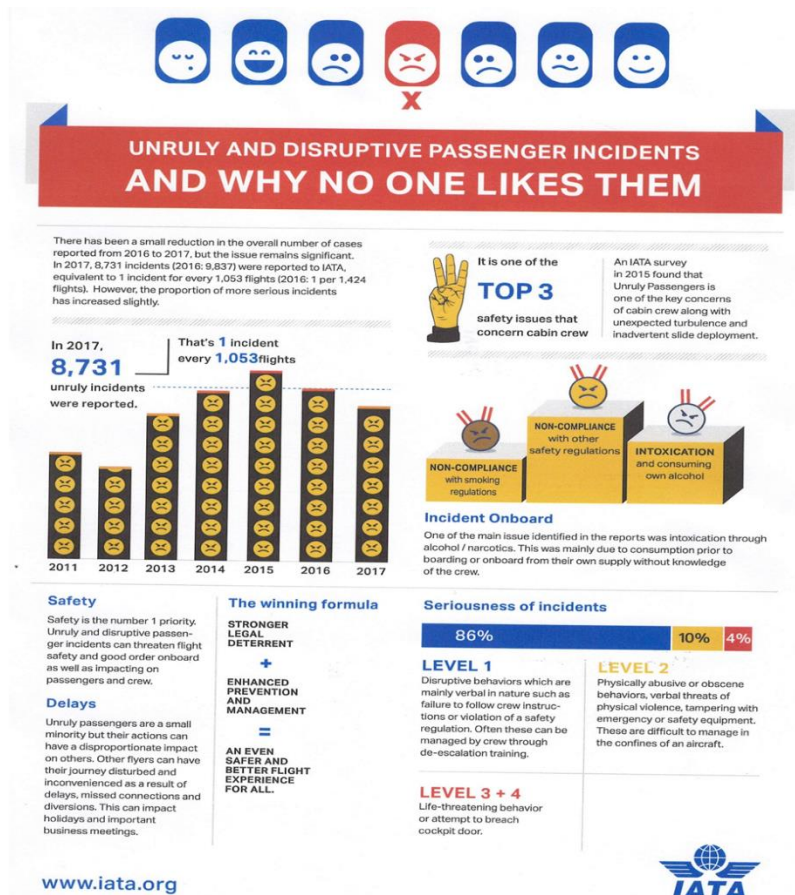 X
UNRULY AND DISRUPTIVE PASSENGER INCIDENTS
AND WHY NO ONE LIKES THEM
There has been a small reduction in the overall number of cases
reported from 2016 to 2017, but the issue remains significant.
In 2017, 8,731 incidents (2016: 9,837) were reported to IATA,
equivalent to 1 incident for every 1,053 flights (2016: 1 per 1,424
flights). However, the proportion of more serious incidents
has increased slightly.
In 2017,
8,731
unruly incidents
were reported.
That's 1 incident
every 1,053flights
2011 2012 2013 2014 2015 2016 2017
It is one of the
TOP 3
safety issues that
concern cabin crew
An IATA survey
in 2015 found that
Unruly Passengers is
one of the key concerns
of cabin crew along with
unexpected turbulence and
inadvertent slide deployment.
NON-COMPLIANCE
with smoking
regulations
NON-COMPLIANCE
with other
safety regulations
INTOXICATION
and consuming
own alcohol
Incident Onboard
One of the main issue identified in the reports was intoxication through
alcohol / narcotics. This was mainly due to consumption prior to
boarding or onboard from their own supply without knowledge
of the crew.
Safety
Safety is the number 1 priority.
Unruly and disruptive passen-
ger incidents can threaten flight
safety and good order onboard
as well as impacting on
passengers and crew.
Delays
Unruly passengers are a small
minority but their actions can
have a disproportionate impact
on others. Other flyers can have
their journey disturbed and
inconvenienced as a result of
delays, missed connections and
diversions. This can impact
holidays and important
business meetings.
The winning formula
STRONGER
LEGAL
DETERRENT
+
ENHANCED
PREVENTION
AND
MANAGEMENT
=
AN EVEN
SAFER AND
BETTER FLIGHT
EXPERIENCE
FOR ALL.
Seriousness of incidents
86% 10% 4%
LEVEL 1
Disruptive behaviors which are
mainly verbal in nature such as
failure to follow crew instruc-
tions or violation of a safety
regulation. Often these can be
managed by crew through
de-escalation training.
LEVEL 2
Physically abusive or obscene
behaviors, verbal threats of
physical violence, tampering with
emergency or safety equipment.
These are difficult to manage in
the confines of an aircraft.
LEVEL 3 + 4
Life-threatening behavior
or attempt to breach
cockpit door.
www.iata.org
IATA